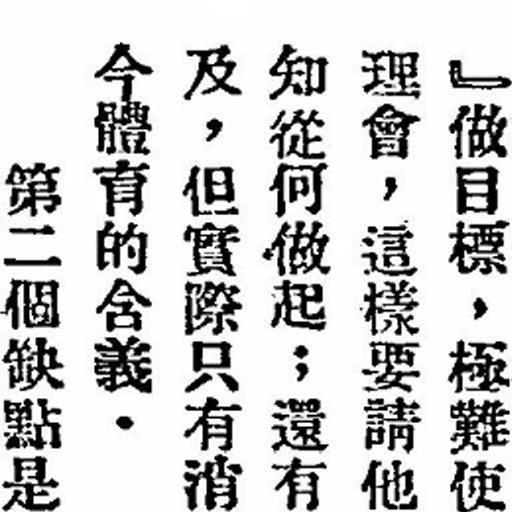 』做目標，極難使
理會，這樣要請他
知從何做起；還有
及，但實際只有消
今體育的含義．
第二個缺點是